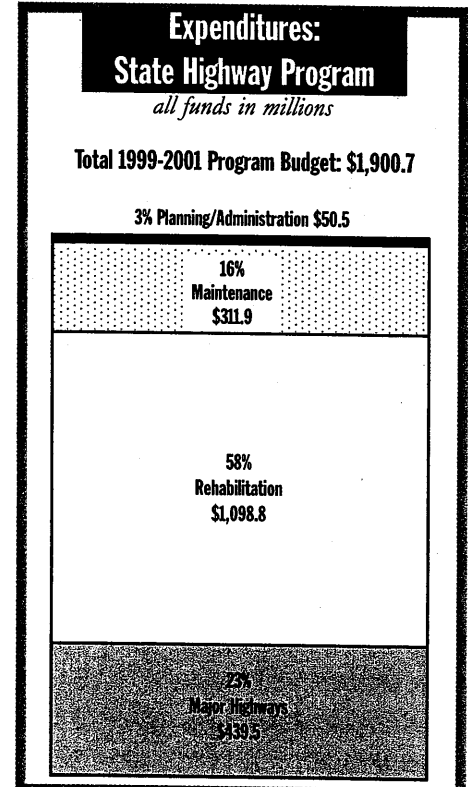 Expenditures:
State Highway Program
all funds in millions
Total 1999-2001 Program Budget: $1,900.7
3% Planning/Administration $50.5
16%
Maintenance
$311.9
58%
Rehabilitation
$1,098.8
23%
Major Highways
$439.5